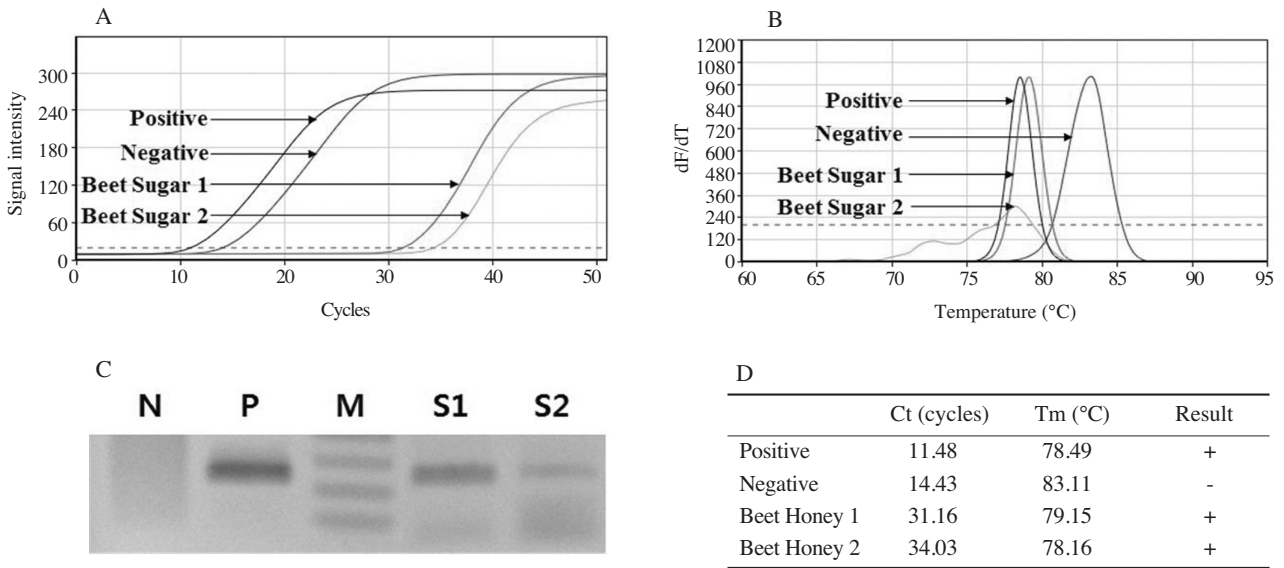 A
Signal intensity
300
240
180
120
60
0
Positive
Negative
Beet Sugar 1
Beet Sugar 2
0 10 20 30 40 50
Cycles
B
dF/dT
1200
1080
960
840
720
600
480
360
240
120
0
Positive
Negative
Beet Sugar 1
Beet Sugar 2
60 65 70 75 80 85 90 95
Temperature (°C)
C
N P M S1 S2
D
Ct (cycles) Tm (°C) Result
Positive 11.48 78.49 +
Negative 14.43 83.11 -
Beet Honey 1 31.16 79.15 +
Beet Honey 2 34.03 78.16 +